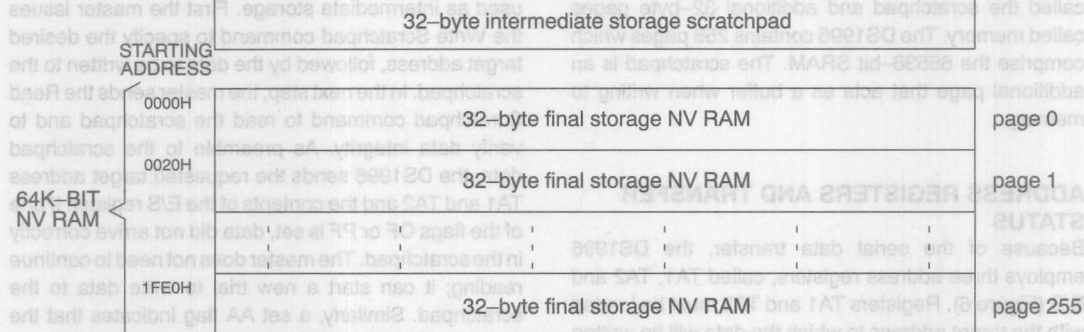 32–byte intermediate storage scratchpad
STARTING
ADDRESS
0000H 32–byte final storage NV RAM page 0
0020H 32–byte final storage NV RAM page 1
64K–BIT
NV RAM
1FE0H 32–byte final storage NV RAM page 255